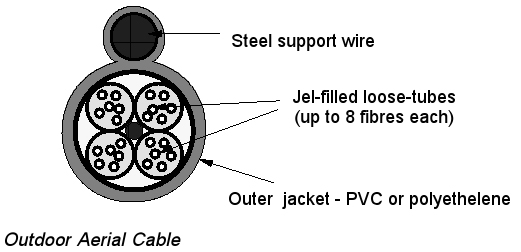 Steel support wire
Jel-filled loose-tubes
(up to 8 fibres each)
Outer jacket - PVC or polyethelene
Outdoor Aerial Cable